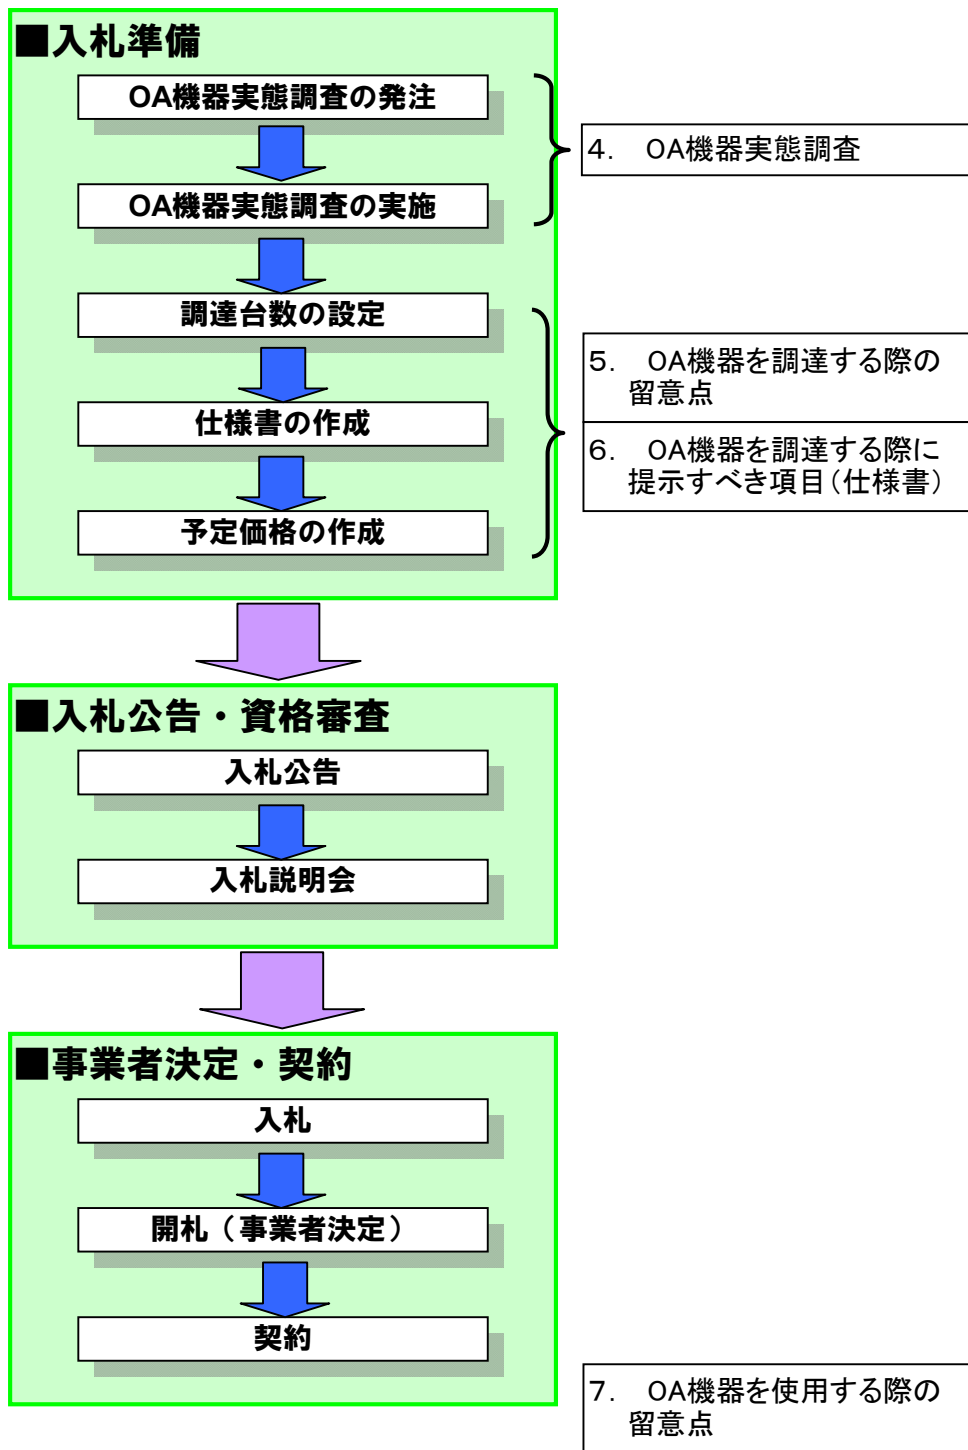 ■入札準備
OA機器実態調査の発注
OA機器実態調査の実施
4.　OA機器実態調査
調達台数の設定
仕様書の作成
予定価格の作成
5.　OA機器を調達する際の
留意点
6.　OA機器を調達する際に
提示すべき項目（仕様書）
■入札公告・資格審査
入札公告
入札説明会
■事業者決定・契約
入札
開札（事業者決定）
契約
7.　OA機器を使用する際の
留意点